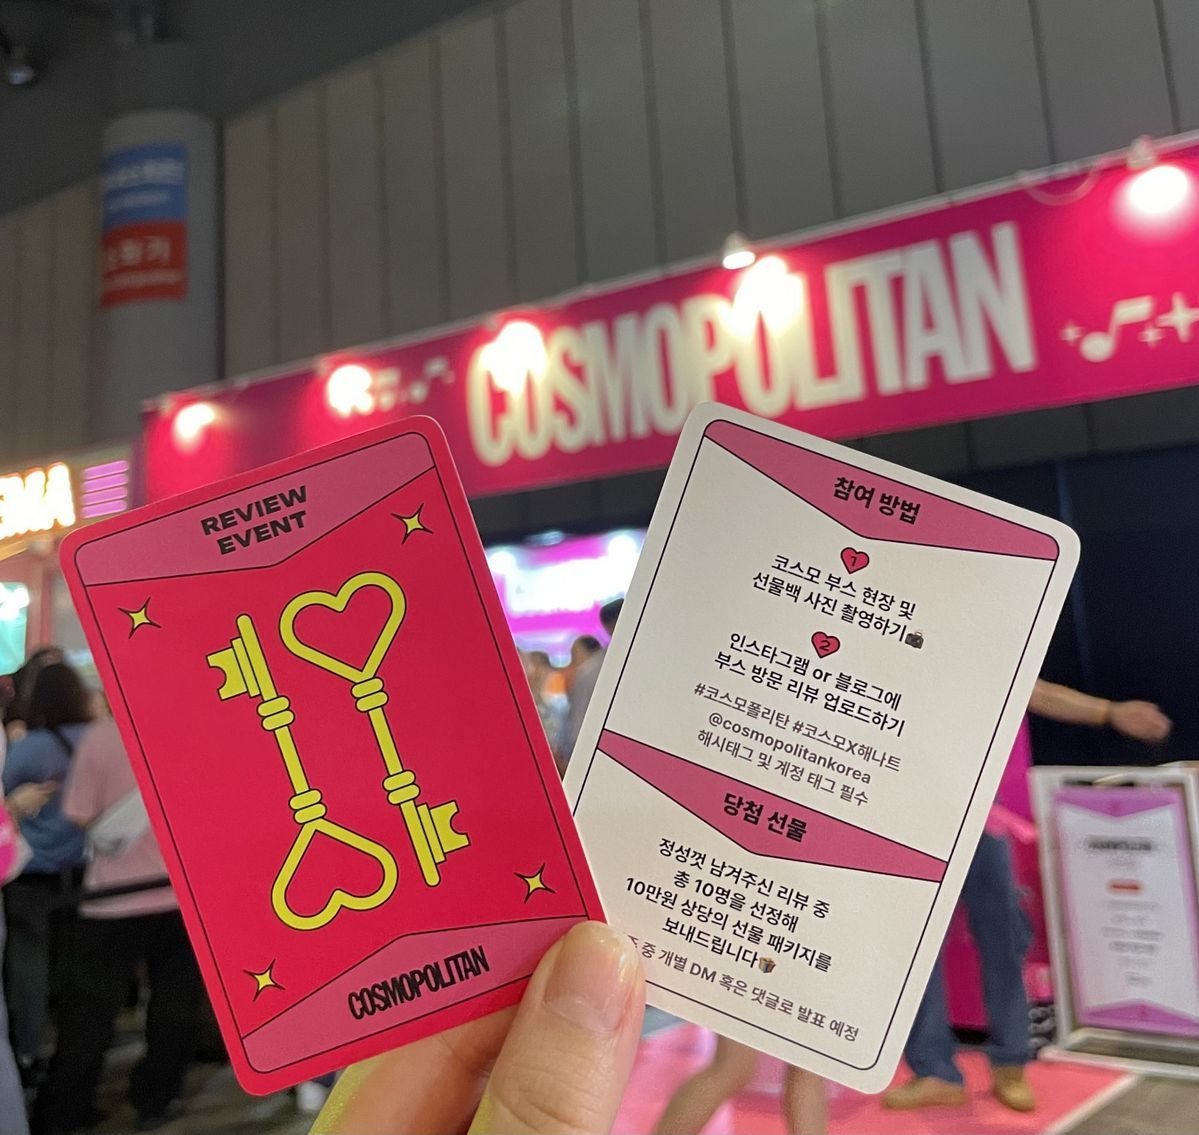 COSMOPOLITAN
REVIEW
EVENT
COSMOPOLITAN
참여 방법
1
코스모 부스 현장 및
선물백 사진 촬영하기
2
인스타그램 or 블로그에
부스 방문 리뷰 업로드하기
#코스모폴리탄 #코스모X해나트
@cosmopolitankorea
해시태그 및 계정 태그 필수
당첨 선물
정성껏 남겨주신 리뷰 중
총 10명을 선정해
10만원 상당의 선물 패키지를
보내드립니다
중 개별 DM 혹은 댓글로 발표 예정